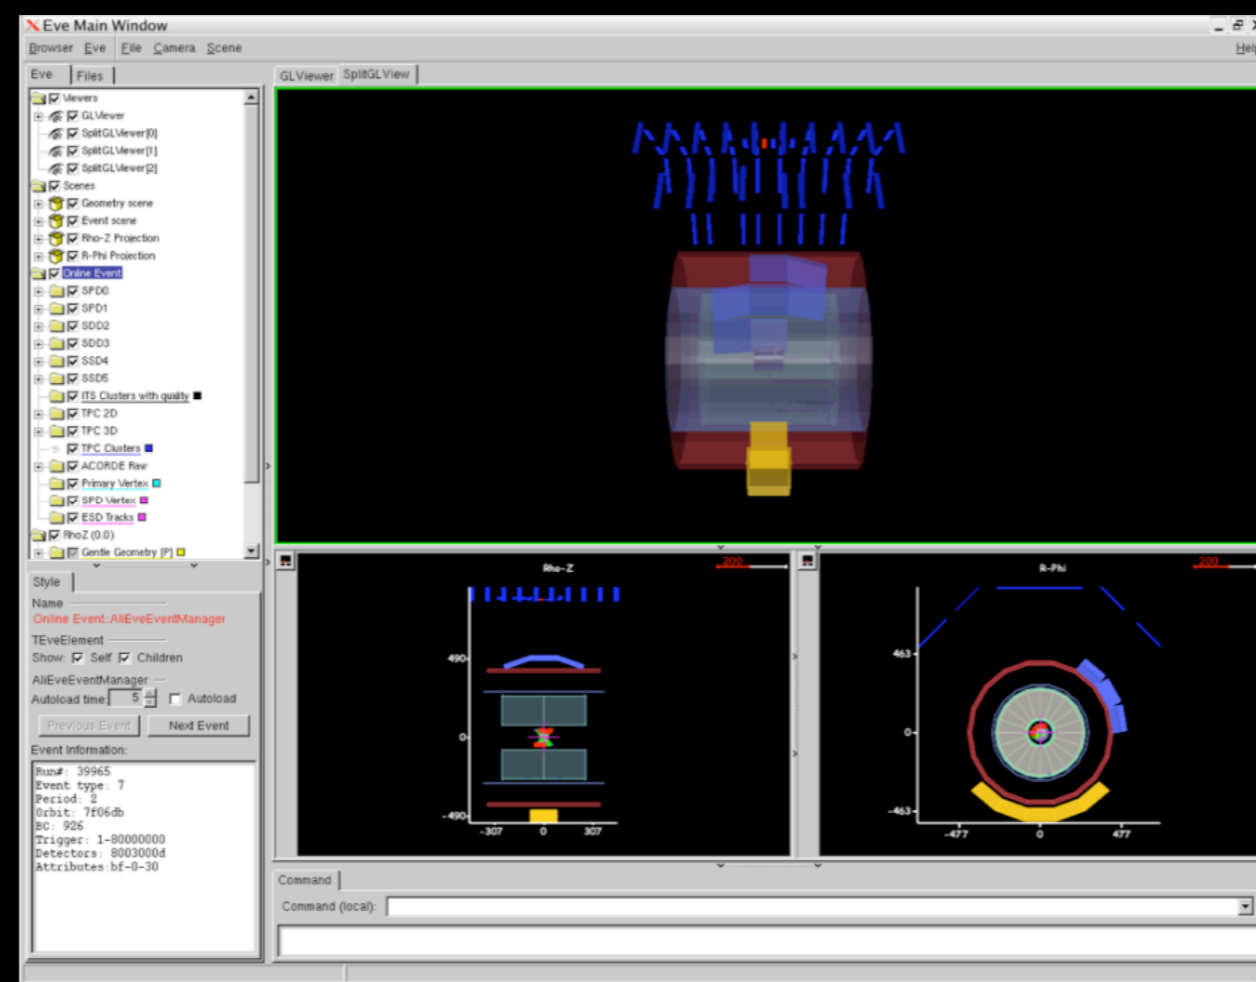 Eve Main Window
Browser Eve File Camera Scene
Help
Eve Files
GLViewer SplitGLView
Viewers
GLViewer
SplitGLViewer[0]
SplitGLViewer[1]
SplitGLViewer[2]
Scenes
Geometry scene
Event scene
Rho-Z Projection
R-Phi Projection
Online Event
SPD0
SPD1
SDD2
SDD3
SSD4
SSD5
ITS Clusters with quality
TPC 2D
TPC 3D
TPC Clusters
ACORDE Raw
Primary Vertex
SPD Vertex
ESD Tracks
RhoZ (0.0)
Gentle Geometry [P]
Style
Name
Online Event::AliEveEventManager
TEveElement
Show: Self Children
AliEveEventManager
Autoload time: 5 Autoload
Previous Event Next Event
Event Information:
Run#: 39965
Event type: 7
Period: 2
Orbit: 7f06db
BC: 926
Trigger: 1-80000000
Detectors: 8003000d
Attributes:bf-0-30
Rho-Z
200
490
0
-490
-307 0 307
R-Phi
200
463
0
-463
-477 0 477
Command
Command (local):